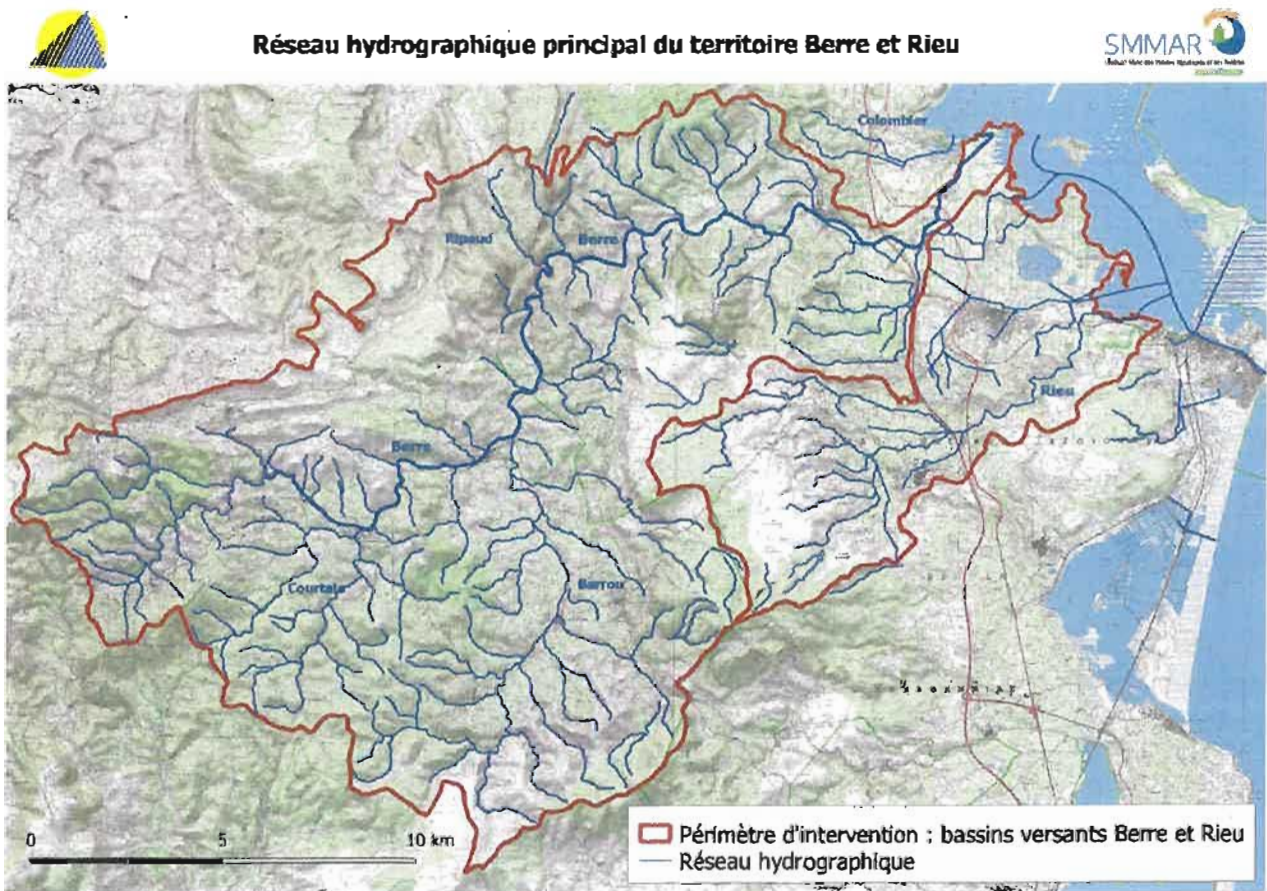 Réseau hydrographique principal du territoire Berre et Rieu
SMMAR
Colombier
Ripaud
Berre
Rieu
Berre
Courtals
Barrou
0 5 10 km
Périmètre d'intervention : bassins versants Berre et Rieu
Réseau hydrographique